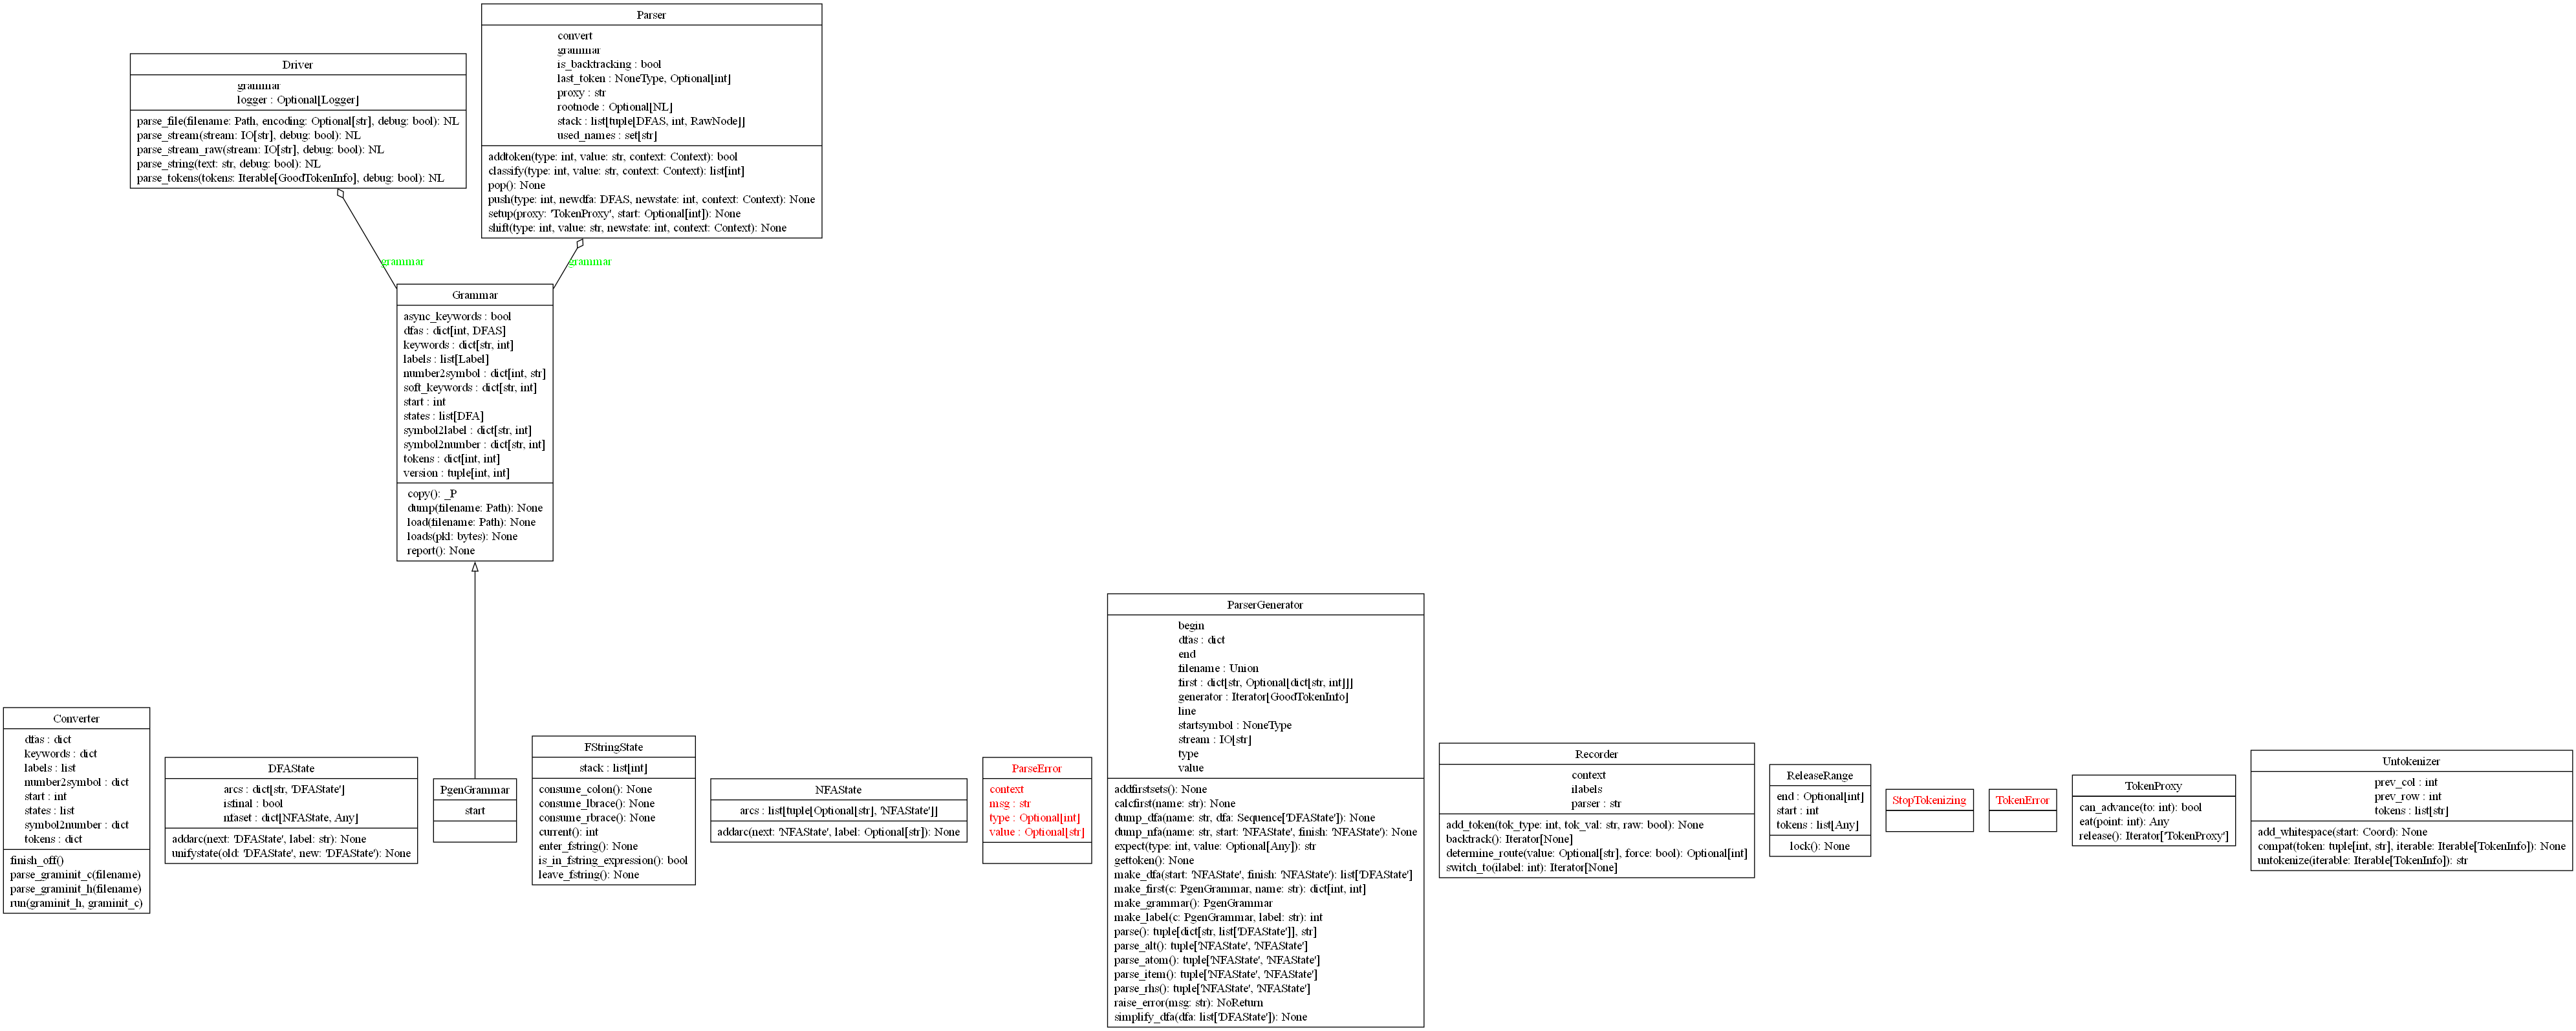 Parser
convert
grammar
is_backtracking : bool
last_token : NoneType, Optional[int]
proxy : str
rootnode : Optional[NL]
stack : list[tuple[DFAS, int, RawNode]]
used_names : set[str]
addtoken(type: int, value: str, context: Context): bool
classify(type: int, value: str, context: Context): list[int]
pop(): None
push(type: int, newdfa: DFAS, newstate: int, context: Context): None
setup(proxy: 'TokenProxy', start: Optional[int]): None
shift(type: int, value: str, newstate: int, context: Context): None
Driver
grammar
logger : Optional[Logger]
parse_file(filename: Path, encoding: Optional[str], debug: bool): NL
parse_stream(stream: IO[str], debug: bool): NL
parse_stream_raw(stream: IO[str], debug: bool): NL
parse_string(text: str, debug: bool): NL
parse_tokens(tokens: Iterable[GoodTokenInfo], debug: bool): NL
grammar
grammar
Grammar
async_keywords : bool
dfas : dict[int, DFAS]
keywords : dict[str, int]
labels : list[Label]
number2symbol : dict[int, str]
soft_keywords : dict[str, int]
start : int
states : list[DFA]
symbol2label : dict[str, int]
symbol2number : dict[str, int]
tokens : dict[int, int]
version : tuple[int, int]
copy(): _P
dump(filename: Path): None
load(filename: Path): None
loads(pkl: bytes): None
report(): None
Converter
dfas : dict
keywords : dict
labels : list
number2symbol : dict
start : int
states : list
symbol2number : dict
tokens : dict
finish_off()
parse_graminit_c(filename)
parse_graminit_h(filename)
run(graminit_h, graminit_c)
DFAState
arcs : dict[str, 'DFAState']
isfinal : bool
nfaset : dict[NFAState, Any]
addarc(next: 'DFAState', label: str): None
unifystate(old: 'DFAState', new: 'DFAState'): None
PgenGrammar
start
FStringState
stack : list[int]
consume_colon(): None
consume_lbrace(): None
consume_rbrace(): None
current(): int
enter_fstring(): None
is_in_fstring_expression(): bool
leave_fstring(): None
NFAState
arcs : list[tuple[Optional[str], 'NFAState']]
addarc(next: 'NFAState', label: Optional[str]): None
ParseError
context
msg : str
type : Optional[int]
value : Optional[str]
ParserGenerator
begin
dfas : dict
end
filename : Union
first : dict[str, Optional[dict[str, int]]]
generator : Iterator[GoodTokenInfo]
line
startsymbol : NoneType
stream : IO[str]
type
value
addfirstsets(): None
calcfirst(name: str): None
dump_dfa(name: str, dfa: Sequence['DFAState']): None
dump_nfa(name: str, start: 'NFAState', finish: 'NFAState'): None
expect(type: int, value: Optional[Any]): str
gettoken(): None
make_dfa(start: 'NFAState', finish: 'NFAState'): list['DFAState']
make_first(c: PgenGrammar, name: str): dict[int, int]
make_grammar(): PgenGrammar
make_label(c: PgenGrammar, label: str): int
parse(): tuple[dict[str, list['DFAState']], str]
parse_alt(): tuple['NFAState', 'NFAState']
parse_atom(): tuple['NFAState', 'NFAState']
parse_item(): tuple['NFAState', 'NFAState']
parse_rhs(): tuple['NFAState', 'NFAState']
raise_error(msg: str): NoReturn
simplify_dfa(dfa: list['DFAState']): None
Recorder
context
ilabels
parser : str
add_token(tok_type: int, tok_val: str, raw: bool): None
backtrack(): Iterator[None]
determine_route(value: Optional[str], force: bool): Optional[int]
switch_to(ilabel: int): Iterator[None]
ReleaseRange
end : Optional[int]
start : int
tokens : list[Any]
lock(): None
StopTokenizing
TokenError
TokenProxy
can_advance(to: int): bool
eat(point: int): Any
release(): Iterator['TokenProxy']
Untokenizer
prev_col : int
prev_row : int
tokens : list[str]
add_whitespace(start: Coord): None
compat(token: tuple[int, str], iterable: Iterable[TokenInfo]): None
untokenize(iterable: Iterable[TokenInfo]): str